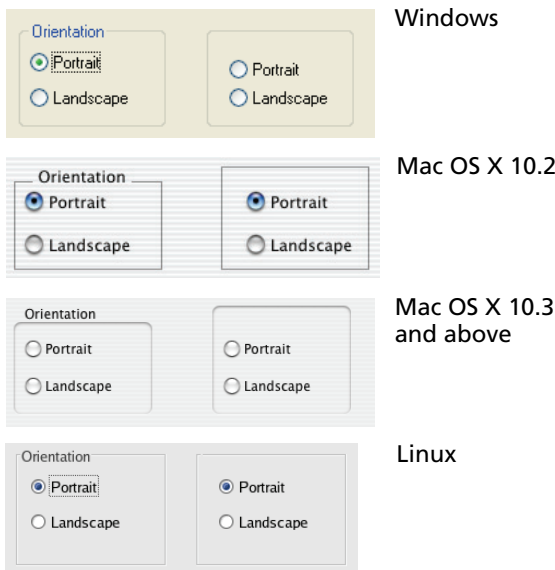 Windows
Orientation
Portrait Portrait
Landscape Landscape
Mac OS X 10.2
Orientation
Portrait Portrait
Landscape Landscape
Mac OS X 10.3
and above
Orientation
Portrait Portrait
Landscape Landscape
Linux
Orientation
Portrait Portrait
Landscape Landscape